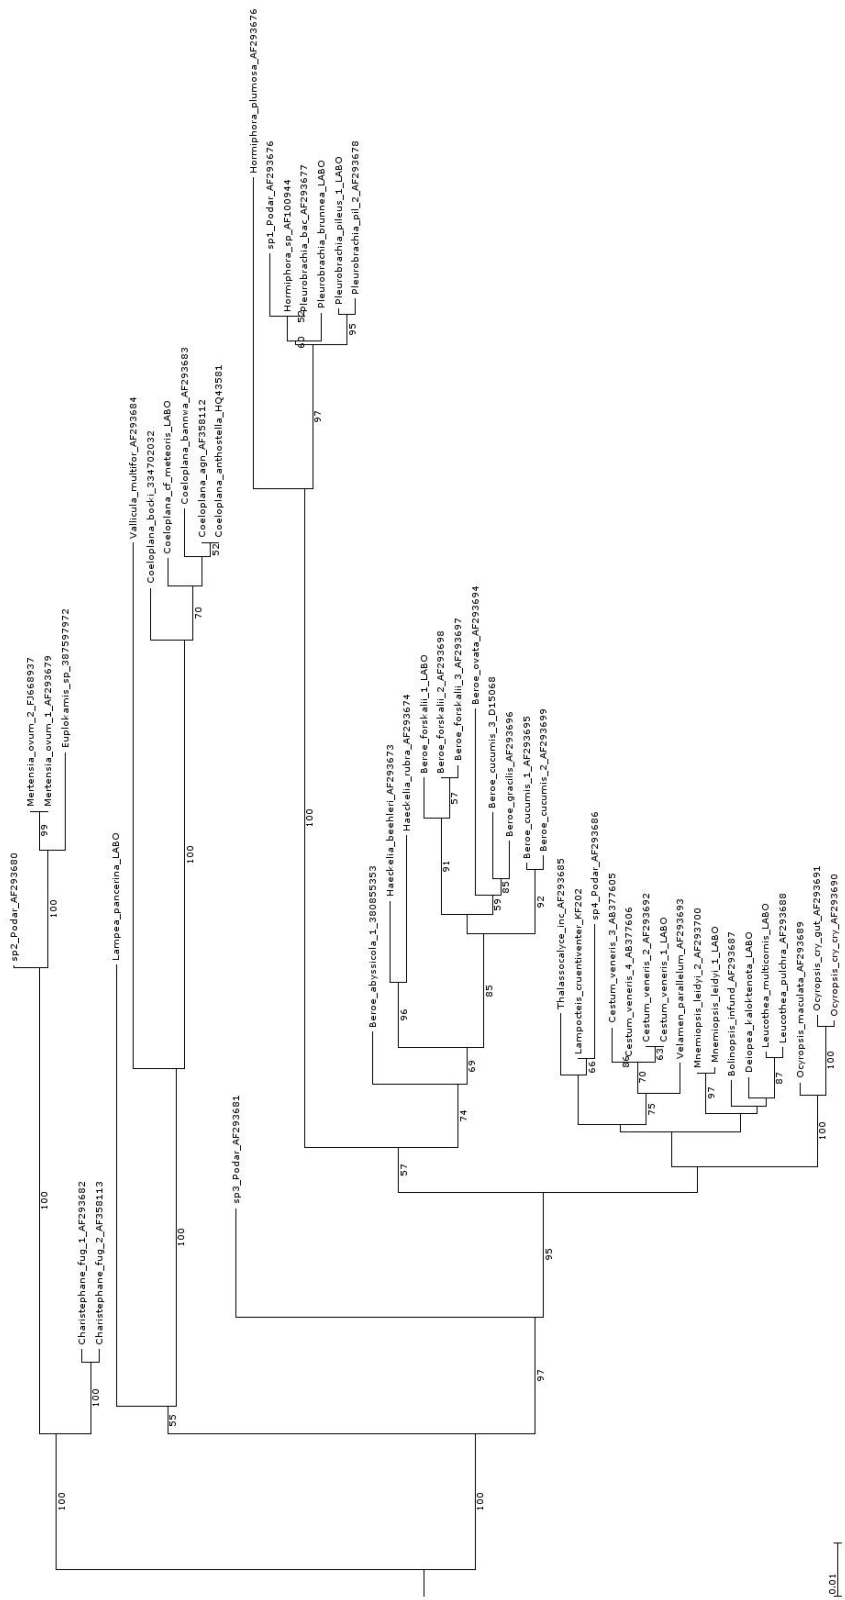 sp2_Podar_AF293680
Mertensia_ovum_2_FJ668937
Mertensia_ovum_1_AF293679
99
Euplokamis_sp_387597972
100
100
Charistephane_fug_1_AF293682
Charistephane_fug_2_AF358113
100
100
Lampea_pancerina_LABO
Vallicula_multifor_AF293684
Coeloplana_bocki_334702032
Coeloplana_cf_meteoris_LABO
Coeloplana_bannwa_AF293683
Coeloplana_agn_AF358112
Coeloplana_anthostella_HQ43581
52
70
100
100
55
sp3_Podar_AF293681
Hormiphora_plumosa_AF293676
sp1_Podar_AF293676
Hormiphora_sp_AF100944
Pleurobrachia_bac_AF293677
52
Pleurobrachia_brunnea_LABO
60
Pleurobrachia_pileus_1_LABO
Pleurobrachia_pil_2_AF293678
95
97
100
Beroe_abyssicola_1_380855353
Haeckelia_beehleri_AF293673
Haeckelia_rubra_AF293674
96
Beroe_forskalii_1_LABO
Beroe_forskalii_2_AF293698
Beroe_forskalii_3_AF293697
57
91
Beroe_ovata_AF293694
Beroe_cucumis_3_D15068
Beroe_gracilis_AF293696
85
59
Beroe_cucumis_1_AF293695
Beroe_cucumis_2_AF293699
92
85
69
74
57
Thalassocalyce_inc_AF293685
Lampocteis_cruentiventer_KF202
sp4_Podar_AF293686
66
Cestum_veneris_3_AB377605
Cestum_veneris_4_AB377606
86
Cestum_veneris_2_AF293692
Cestum_veneris_1_LABO
63
70
Velamen_parallelum_AF293693
75
Mnemiopsis_leidyi_2_AF293700
Mnemiopsis_leidyi_1_LABO
97
Bolinopsis_infund_AF293687
Deiopea_kaloktenota_LABO
Leucothea_multicornis_LABO
Leucothea_pulchra_AF293688
87
Ocyropsis_maculata_AF293689
Ocyropsis_cry_gut_AF293691
Ocyropsis_cry_cry_AF293690
100
100
95
97
100
0.01